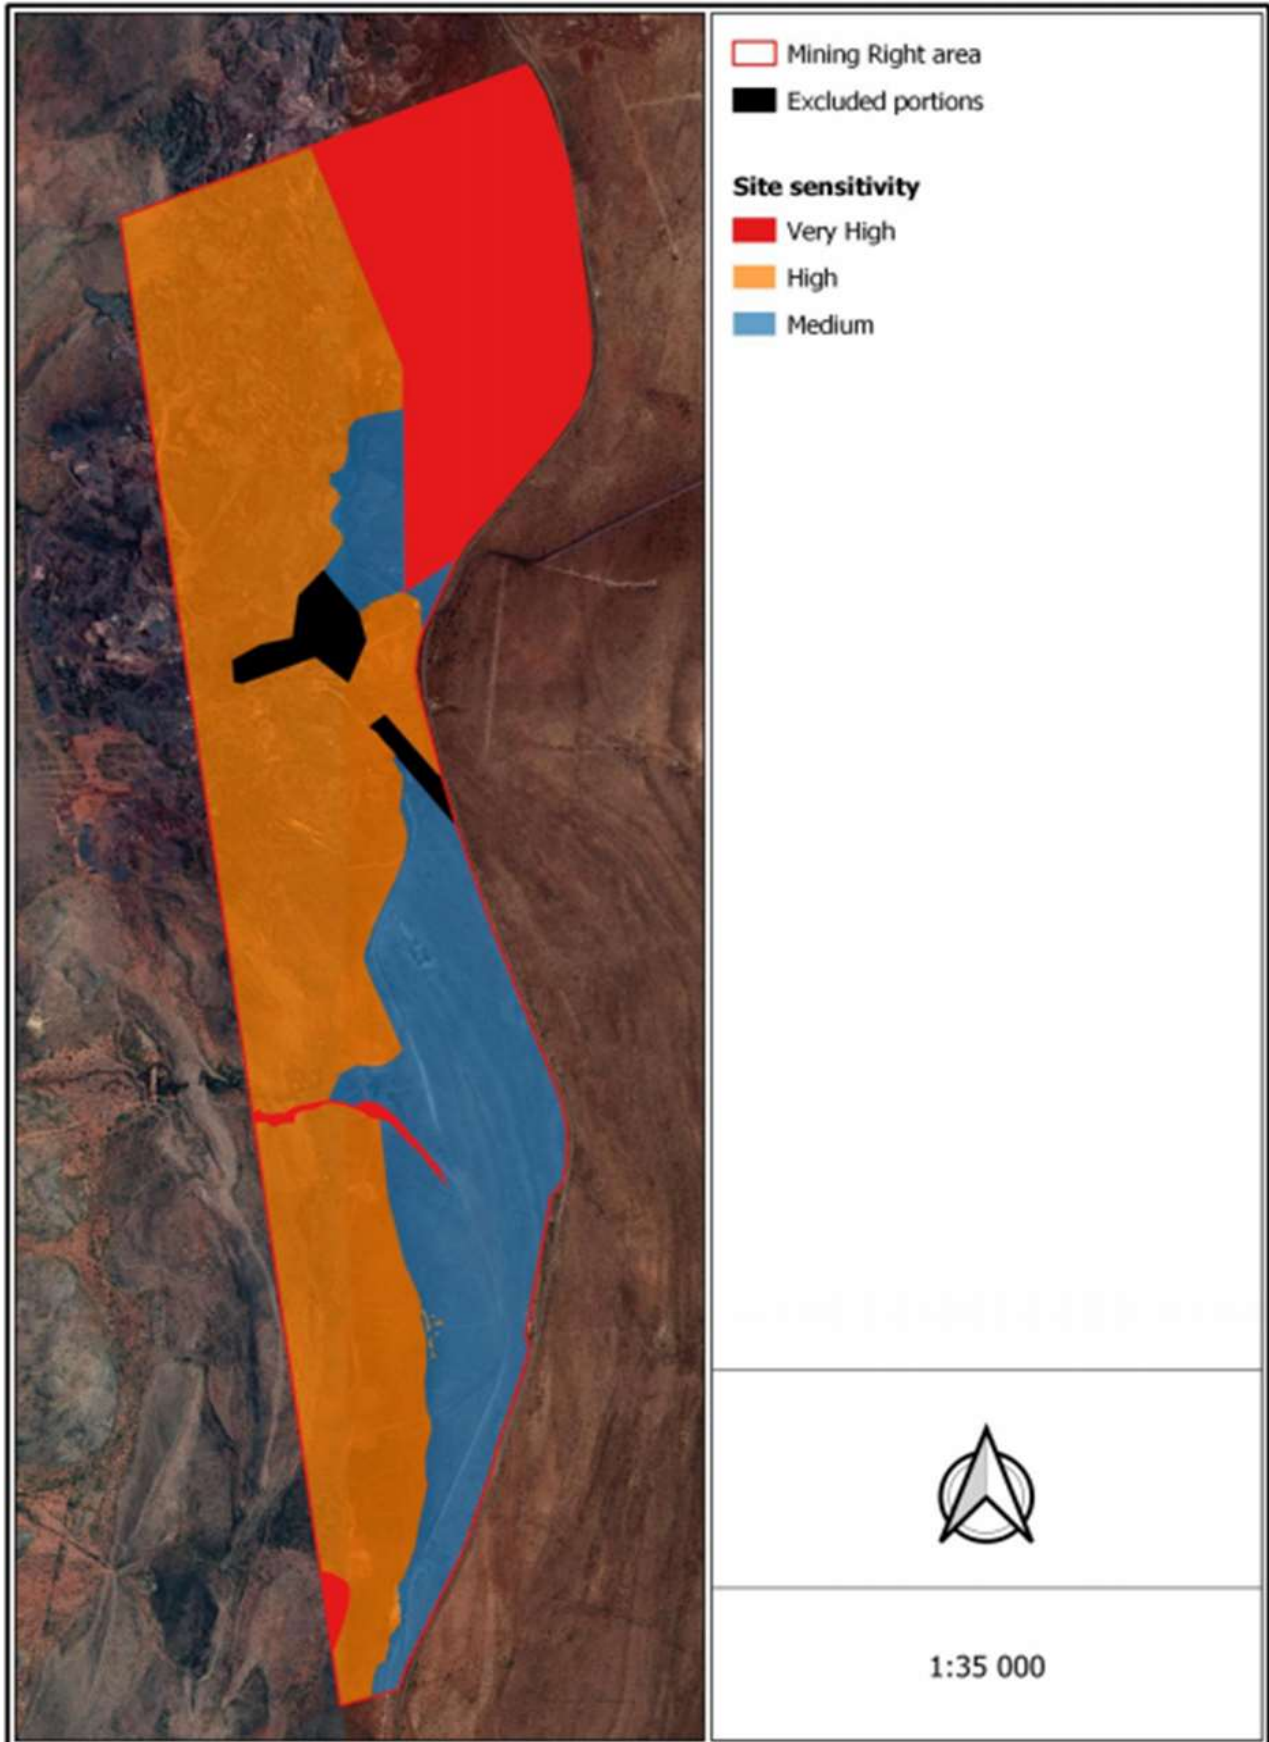 Mining Right area
Excluded portions
Site sensitivity
Very High
High
Medium
1:35 000